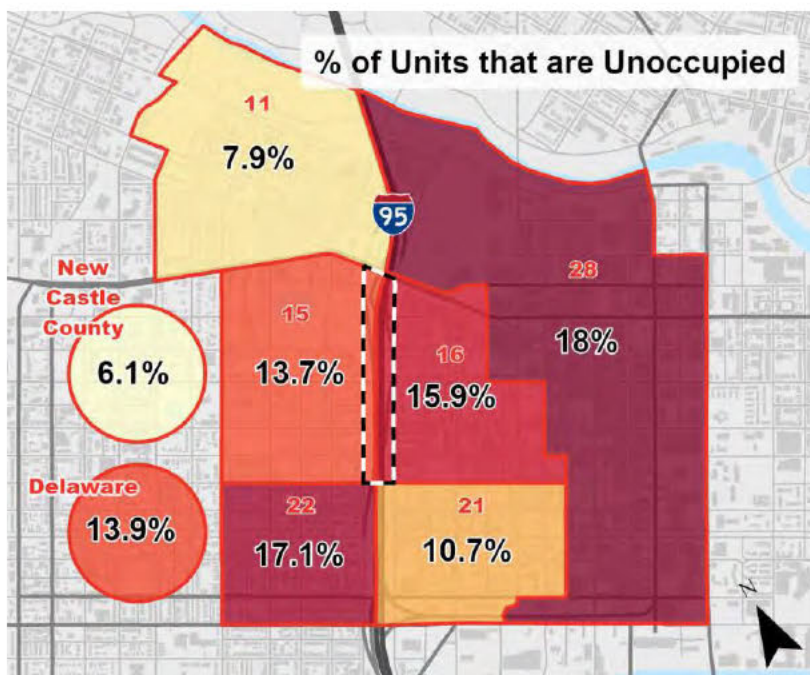 % of Units that are Unoccupied
11
7.9%
95
New
Castle
County
6.1%
15
13.7%
16
15.9%
28
18%
Delaware
13.9%
22
17.1%
21
10.7%
N